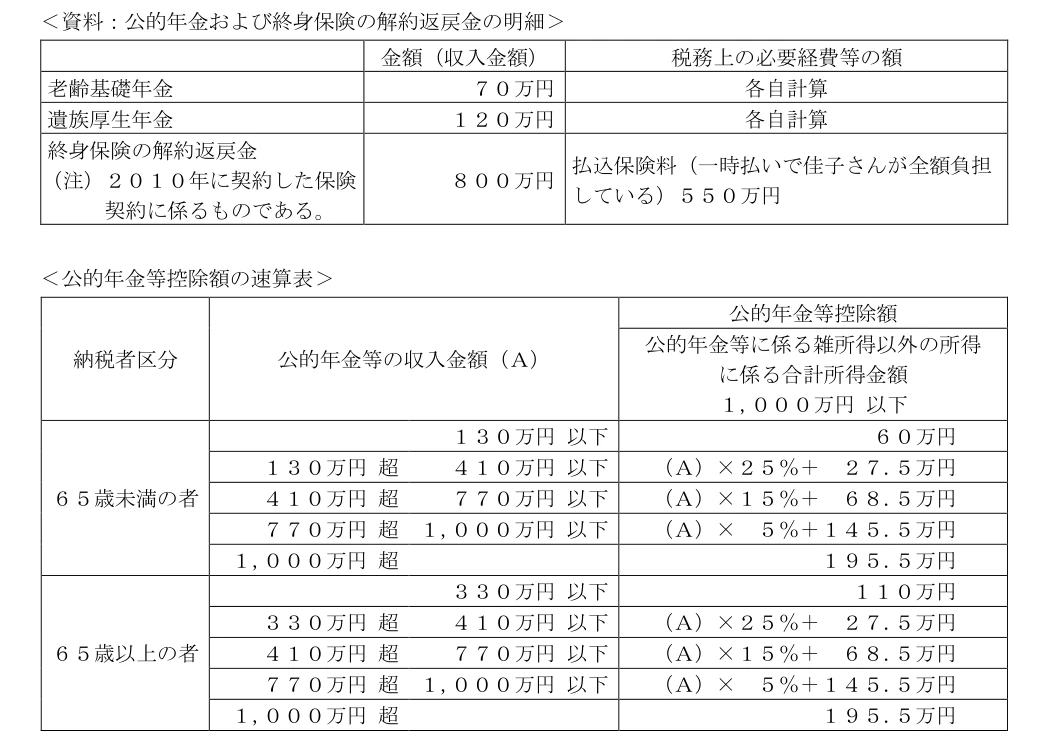 ＜資料：公的年金および終身保険の解約返戻金の明細＞
金額（収入金額） 税務上の必要経費等の額
老齢基礎年金 ７０万円 各自計算
遺族厚生年金 １２０万円 各自計算
終身保険の解約返戻金
（注）２０１０年に契約した保険
契約に係るものである。
８００万円
払込保険料（一時払いで佳子さんが全額負担
している）５５０万円
＜公的年金等控除額の速算表＞
納税者区分
公的年金等の収入金額（Ａ）
公的年金等控除額
公的年金等に係る雑所得以外の所得
に係る合計所得金額
１,０００万円 以下
６５歳未満の者
１３０万円 以下 ６０万円
１３０万円 超 ４１０万円 以下 （Ａ）×２５％＋ ２７.５万円
４１０万円 超 ７７０万円 以下 （Ａ）×１５％＋ ６８.５万円
７７０万円 超 １,０００万円 以下 （Ａ）× ５％＋１４５.５万円
１,０００万円 超 １９５.５万円
６５歳以上の者
３３０万円 以下 １１０万円
３３０万円 超 ４１０万円 以下 （Ａ）×２５％＋ ２７.５万円
４１０万円 超 ７７０万円 以下 （Ａ）×１５％＋ ６８.５万円
７７０万円 超 １,０００万円 以下 （Ａ）× ５％＋１４５.５万円
１,０００万円 超 １９５.５万円